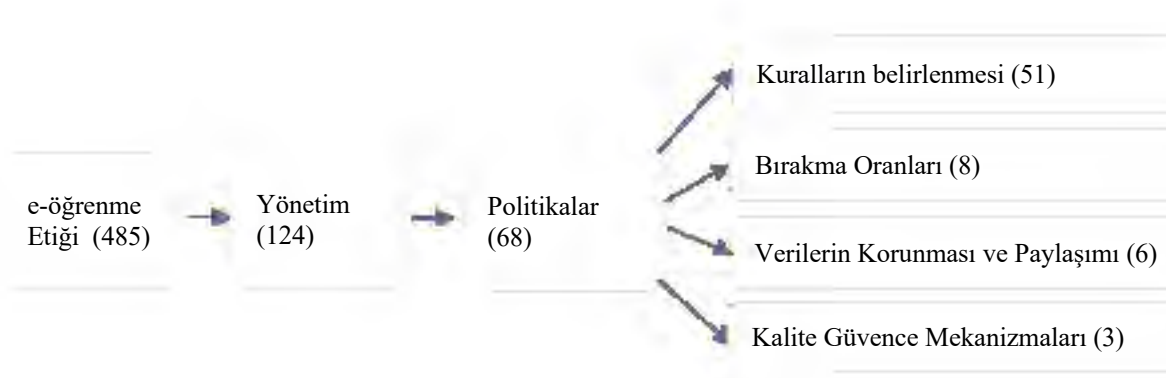 e-öğrenme
Etiği (485)
Yönetim
(124)
Politikalar
(68)
Kuralların belirlenmesi (51)
Bırakma Oranları (8)
Verilerin Korunması ve Paylaşımı (6)
Kalite Güvence Mekanizmaları (3)